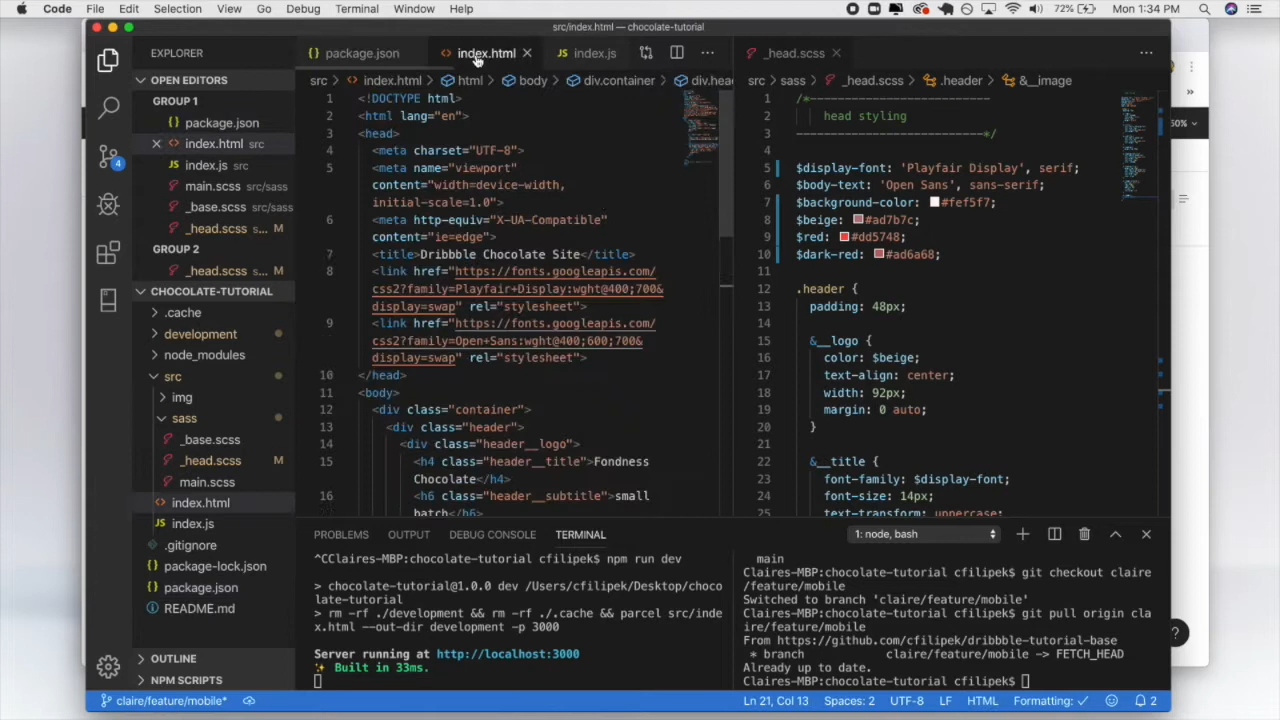 Code File Edit Selection View Go Debug Terminal Window Help 72% Mon 1:34 PM
src/index.html — chocolate-tutorial
EXPLORER
OPEN EDITORS
GROUP 1
package.json
index.html src
index.js src
main.scss src/sass
_base.scss src/sass
_head.scss s... M
GROUP 2
_head.scss s... M
CHOCOLATE-TUTORIAL
.cache
development
node_modules
src
img
sass
_base.scss
_head.scss M
main.scss
index.html
index.js
.gitignore
package-lock.json
package.json
README.md
OUTLINE
NPM SCRIPTS
4
package.json index.html index.js
src › index.html › html › body › div.container › div.head
1 <!DOCTYPE html>
2 <html lang="en">
3 <head>
4 <meta charset="UTF-8">
5 <meta name="viewport"
content="width=device-width,
initial-scale=1.0">
6 <meta http-equiv="X-UA-Compatible"
content="ie=edge">
7 <title>Dribbble Chocolate Site</title>
8 <link href="https://fonts.googleapis.com/
css2?family=Playfair+Display:wght@400;700&
display=swap" rel="stylesheet">
9 <link href="https://fonts.googleapis.com/
css2?family=Open+Sans:wght@400;600;700&
display=swap" rel="stylesheet">
10 </head>
11 <body>
12 <div class="container">
13 <div class="header">
14 <div class="header__logo">
15 <h4 class="header__title">Fondness
Chocolate</h4>
16 <h6 class="header__subtitle">small
batch</h6>
_head.scss
src › sass › _head.scss › .header › &__image
1 /*----------------------------
2 head styling
3 ----------------------------*/
4
5 $display-font: 'Playfair Display', serif;
6 $body-text: 'Open Sans', sans-serif;
7 $background-color: #fef5f7;
8 $beige: #ad7b7c;
9 $red: #dd5748;
10 $dark-red: #ad6a68;
11
12 .header {
13 padding: 48px;
14
15 &__logo {
16 color: $beige;
17 text-align: center;
18 width: 92px;
19 margin: 0 auto;
20 }
21
22 &__title {
23 font-family: $display-font;
24 font-size: 14px;
25 text-transform: uppercase;
PROBLEMS OUTPUT DEBUG CONSOLE TERMINAL 1: node, bash
^CClaires-MBP:chocolate-tutorial cfilipek$ npm run dev
> chocolate-tutorial@1.0.0 dev /Users/cfilipek/Desktop/choco
late-tutorial
> rm -rf ./development && rm -rf ./.cache && parcel src/inde
x.html --out-dir development -p 3000
Server running at http://localhost:3000
✨ Built in 33ms.
main
Claires-MBP:chocolate-tutorial cfilipek$ git checkout claire
/feature/mobile
Switched to branch 'claire/feature/mobile'
Claires-MBP:chocolate-tutorial cfilipek$ git pull origin cla
ire/feature/mobile
From https://github.com/cfilipek/dribbble-tutorial-base
* branch claire/feature/mobile -> FETCH_HEAD
Already up to date.
Claires-MBP:chocolate-tutorial cfilipek$
claire/feature/mobile* Ln 21, Col 13 Spaces: 2 UTF-8 LF HTML Formatting: ✓ 2
50%
?